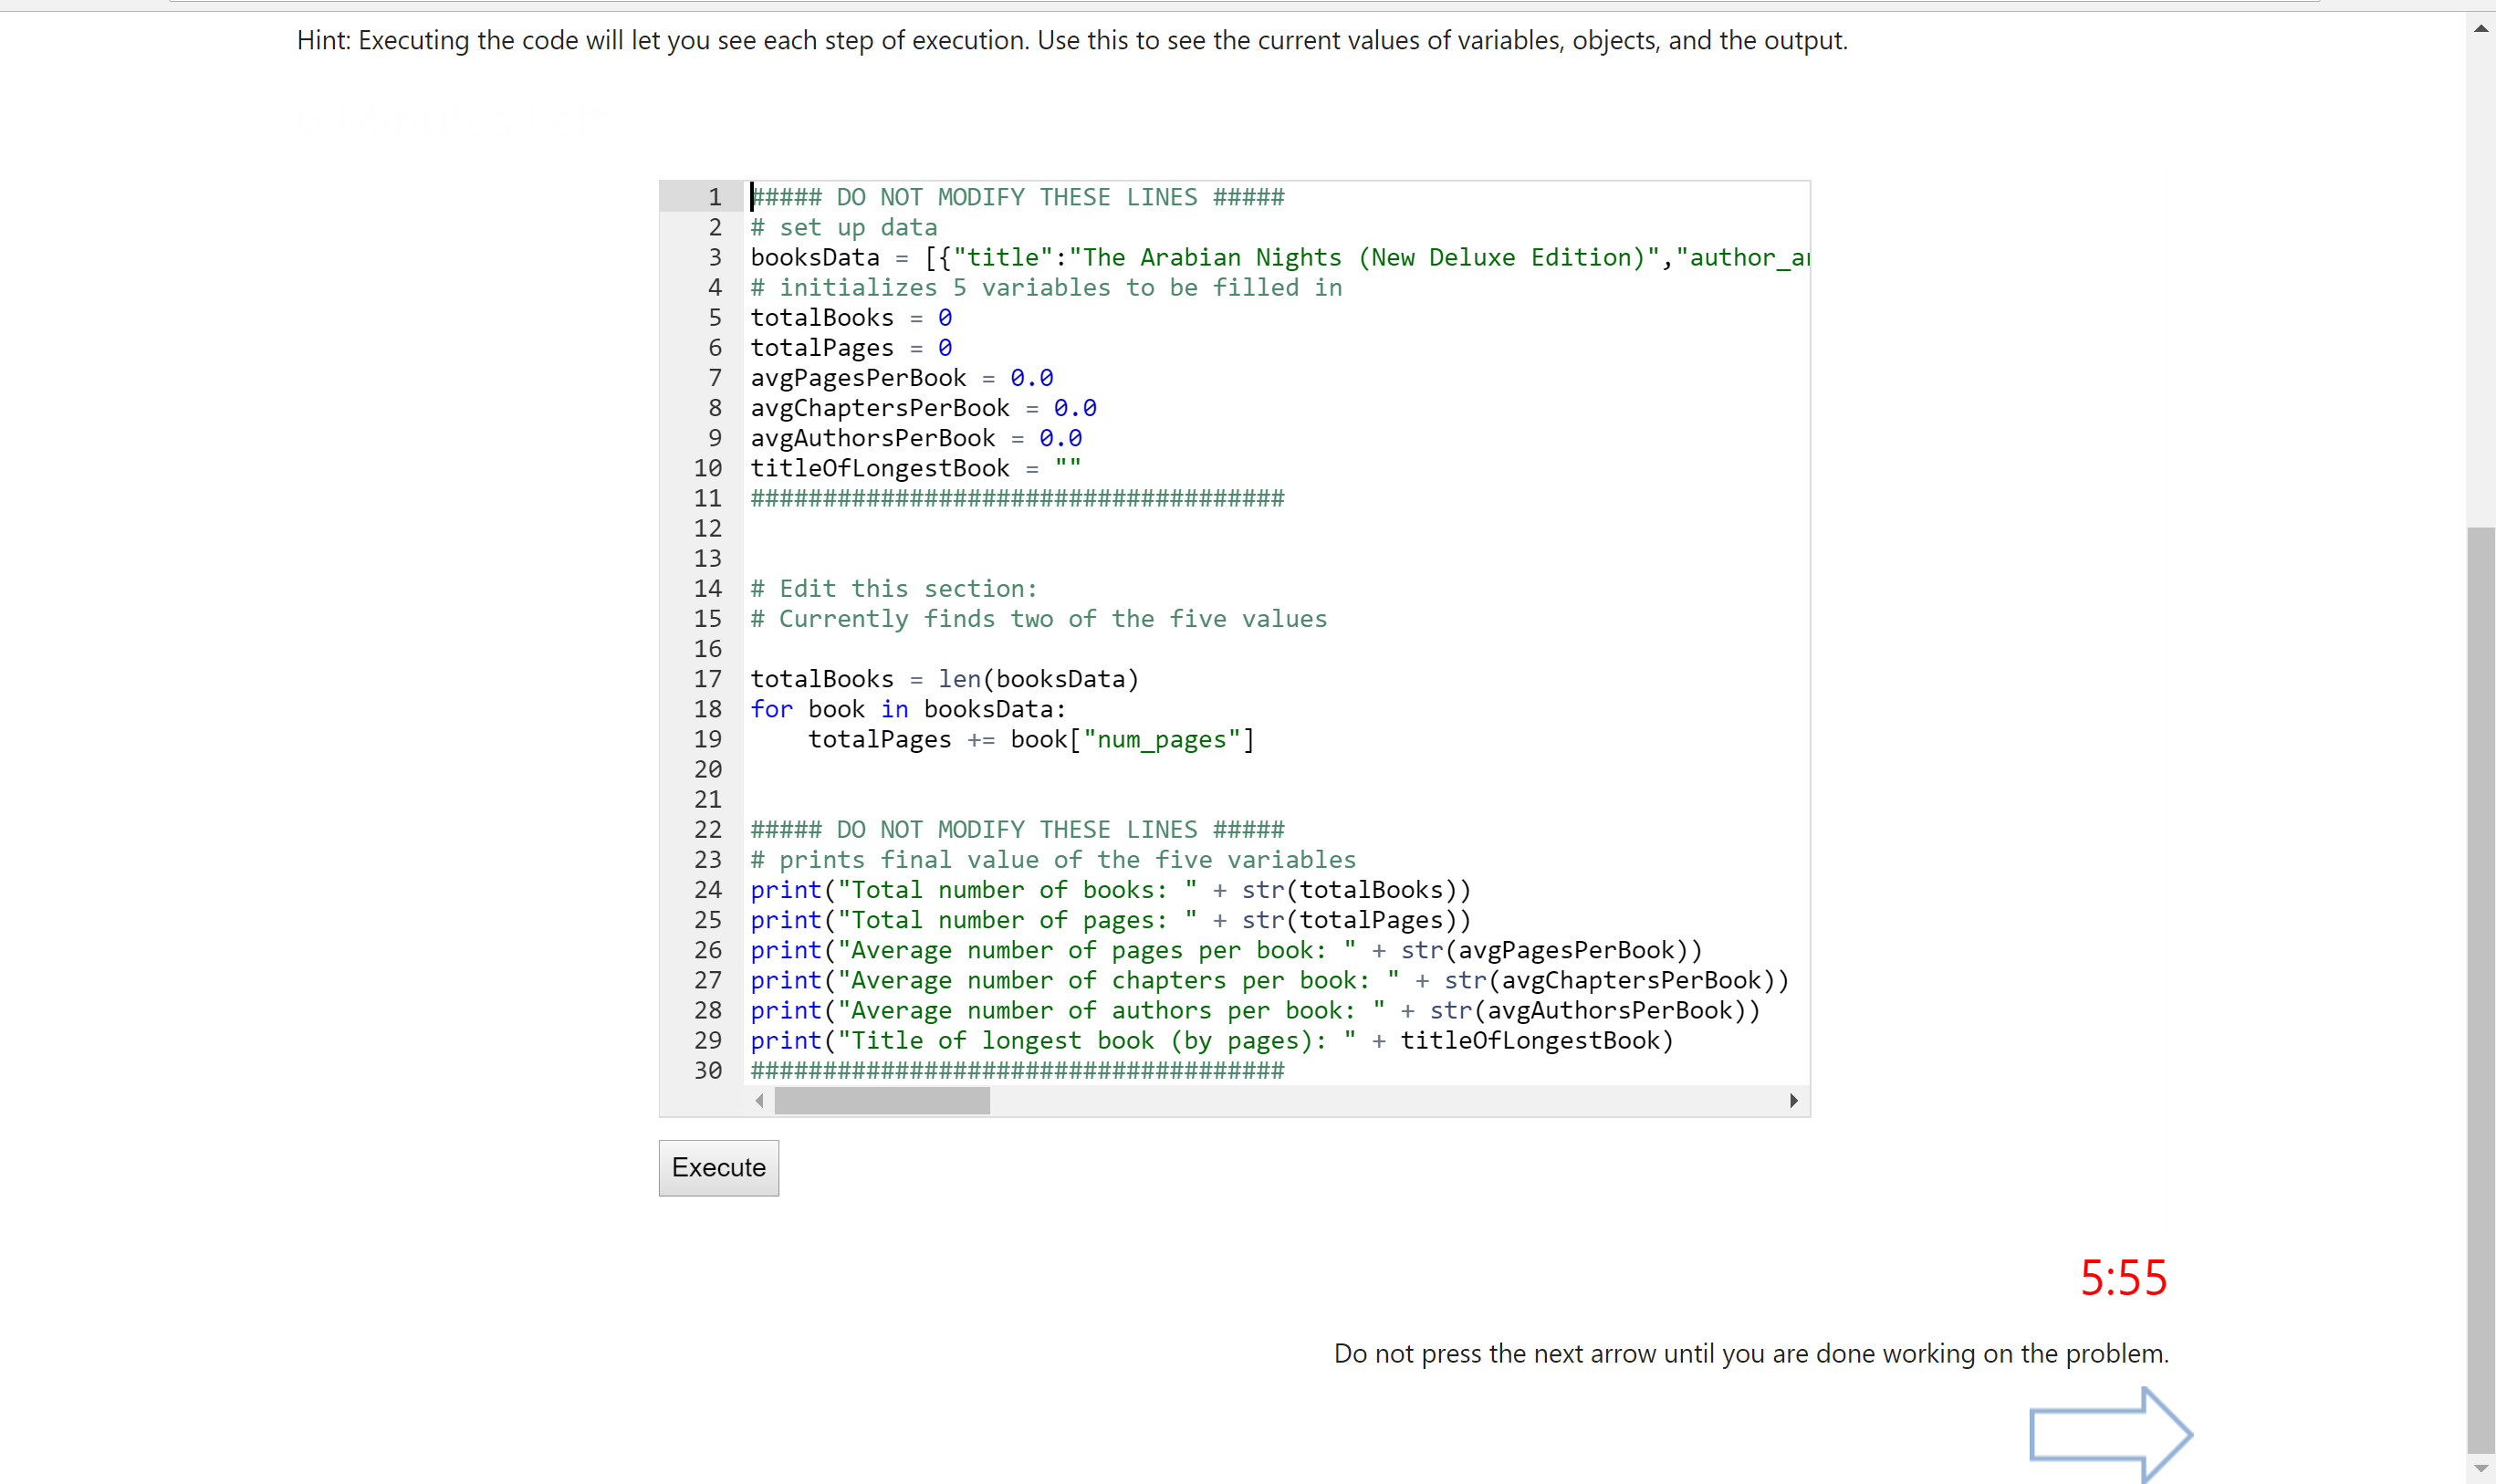 Hint: Executing the code will let you see each step of execution. Use this to see the current values of variables, objects, and the output.
1 ##### DO NOT MODIFY THESE LINES #####
2 # set up data
3 booksData = [{"title":"The Arabian Nights (New Deluxe Edition)","author_a
4 # initializes 5 variables to be filled in
5 totalBooks = 0
6 totalPages = 0
7 avgPagesPerBook = 0.0
8 avgChaptersPerBook = 0.0
9 avgAuthorsPerBook = 0.0
10 titleOfLongestBook = ""
11 #####################################
12
13
14 # Edit this section:
15 # Currently finds two of the five values
16
17 totalBooks = len(booksData)
18 for book in booksData:
19     totalPages += book["num_pages"]
20
21
22 ##### DO NOT MODIFY THESE LINES #####
23 # prints final value of the five variables
24 print("Total number of books: " + str(totalBooks))
25 print("Total number of pages: " + str(totalPages))
26 print("Average number of pages per book: " + str(avgPagesPerBook))
27 print("Average number of chapters per book: " + str(avgChaptersPerBook))
28 print("Average number of authors per book: " + str(avgAuthorsPerBook))
29 print("Title of longest book (by pages): " + titleOfLongestBook)
30 #####################################
Execute
5:55
Do not press the next arrow until you are done working on the problem.